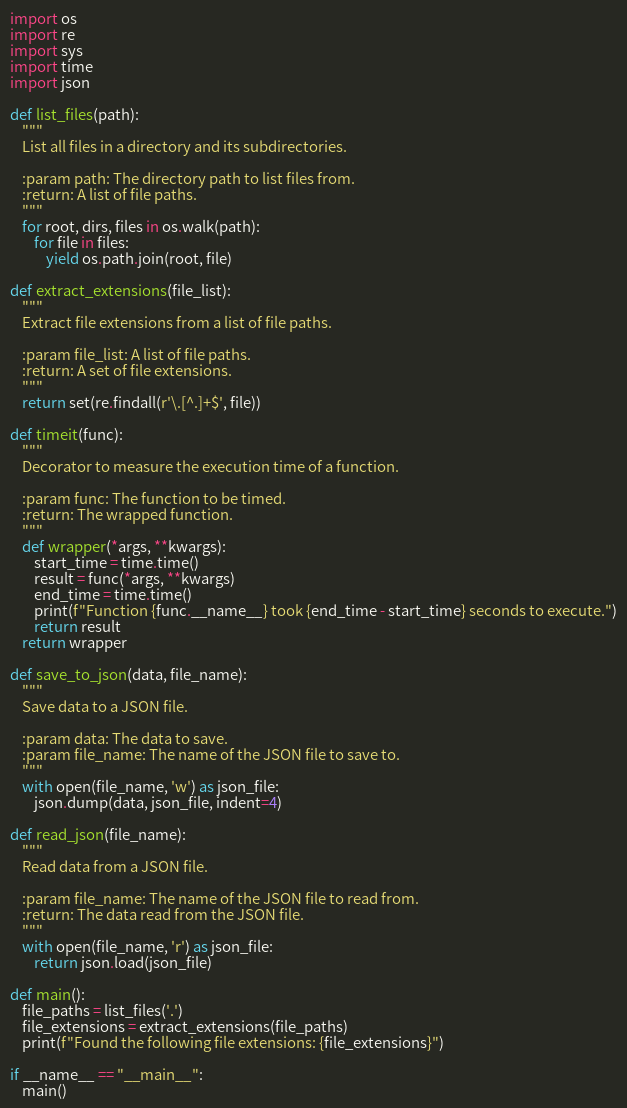 import os
import re
import sys
import time
import json

def list_files(path):
    """
    List all files in a directory and its subdirectories.

    :param path: The directory path to list files from.
    :return: A list of file paths.
    """
    for root, dirs, files in os.walk(path):
        for file in files:
            yield os.path.join(root, file)

def extract_extensions(file_list):
    """
    Extract file extensions from a list of file paths.

    :param file_list: A list of file paths.
    :return: A set of file extensions.
    """
    return set(re.findall(r'\.[^.]+$', file))

def timeit(func):
    """
    Decorator to measure the execution time of a function.

    :param func: The function to be timed.
    :return: The wrapped function.
    """
    def wrapper(*args, **kwargs):
        start_time = time.time()
        result = func(*args, **kwargs)
        end_time = time.time()
        print(f"Function {func.__name__} took {end_time - start_time} seconds to execute.")
        return result
    return wrapper

def save_to_json(data, file_name):
    """
    Save data to a JSON file.

    :param data: The data to save.
    :param file_name: The name of the JSON file to save to.
    """
    with open(file_name, 'w') as json_file:
        json.dump(data, json_file, indent=4)

def read_json(file_name):
    """
    Read data from a JSON file.

    :param file_name: The name of the JSON file to read from.
    :return: The data read from the JSON file.
    """
    with open(file_name, 'r') as json_file:
        return json.load(json_file)

def main():
    file_paths = list_files('.')
    file_extensions = extract_extensions(file_paths)
    print(f"Found the following file extensions: {file_extensions}")

if __name__ == "__main__":
    main()